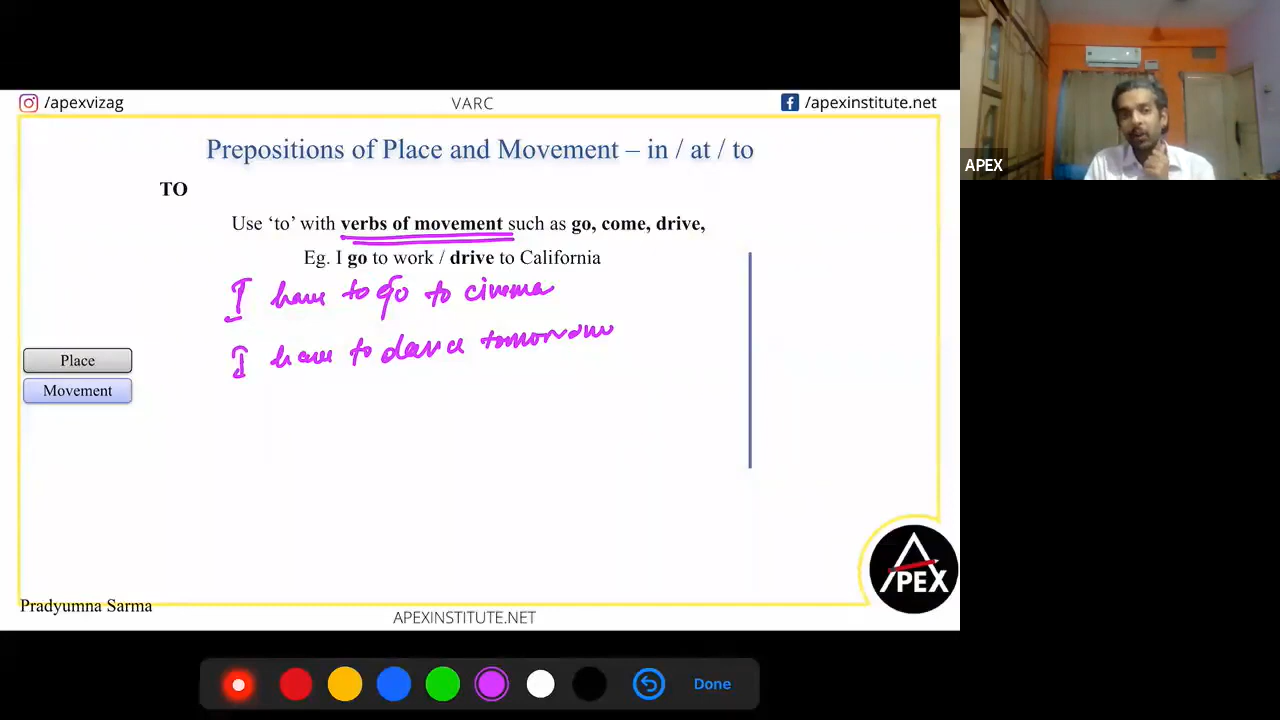 /apexvizag
VARC
/apexinstitute.net
Prepositions of Place and Movement – in / at / to
APEX
TO
Use ‘to’ with verbs of movement such as go, come, drive,
Eg. I go to work / drive to California
I have to go to cinema
I have to dance tomorrow
Place
Movement
APEX
Pradyumna Sarma
APEXINSTITUTE.NET
Done